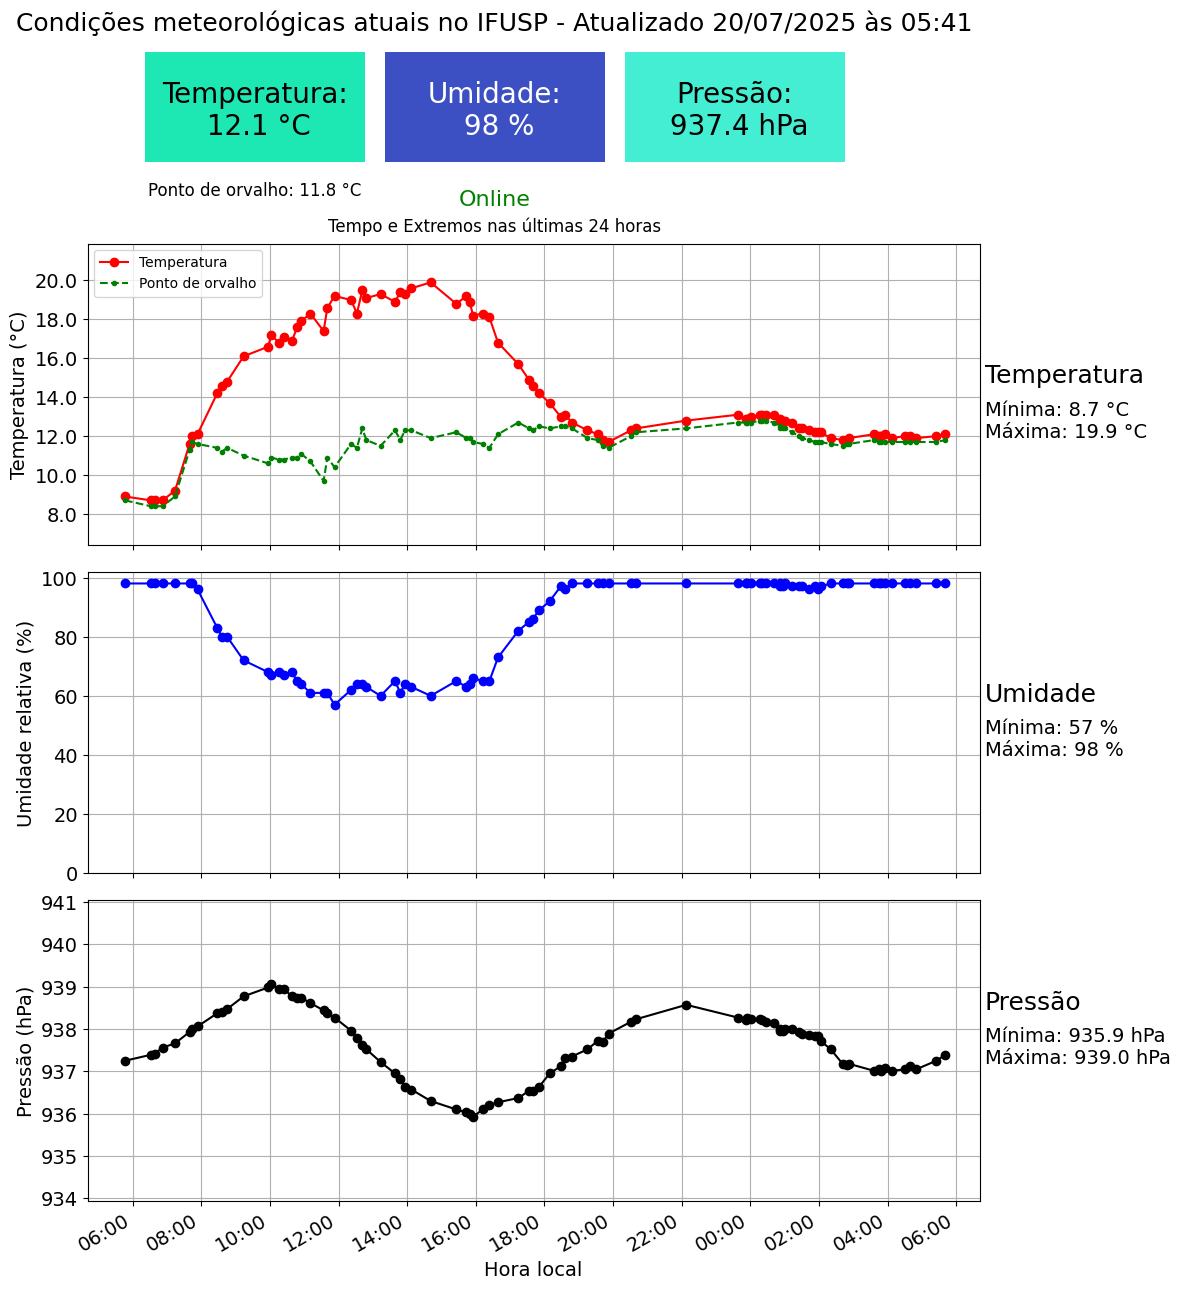 Condições meteorológicas atuais no IFUSP - Atualizado 20/07/2025 às 05:41
Temperatura:
12.1 °C
Umidade:
98 %
Pressão:
937.4 hPa
Ponto de orvalho: 11.8 °C
Online
Tempo e Extremos nas últimas 24 horas
Temperatura
Ponto de orvalho
Temperatura (°C)
20.0
18.0
16.0
14.0
12.0
10.0
8.0
Temperatura
Mínima: 8.7 °C
Máxima: 19.9 °C
Umidade relativa (%)
100
80
60
40
20
0
Umidade
Mínima: 57 %
Máxima: 98 %
Pressão (hPa)
941
940
939
938
937
936
935
934
Pressão
Mínima: 935.9 hPa
Máxima: 939.0 hPa
06:00 08:00 10:00 12:00 14:00 16:00 18:00 20:00 22:00 00:00 02:00 04:00 06:00
Hora local